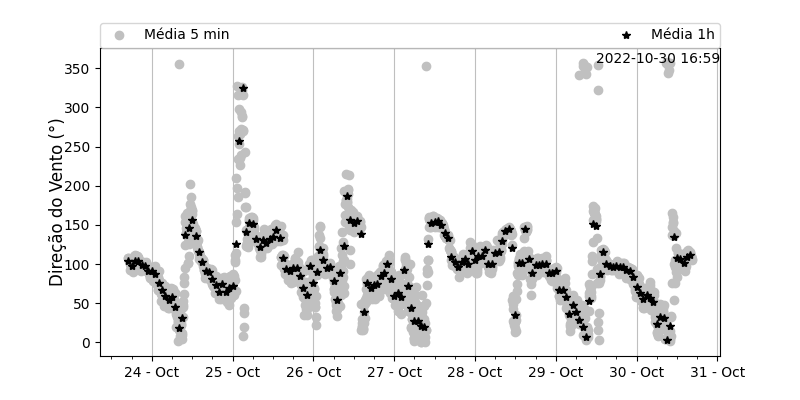 Média 5 min
Média 1h
2022-10-30 16:59
Direção do Vento (°)
350
300
250
200
150
100
50
0
24 - Oct
25 - Oct
26 - Oct
27 - Oct
28 - Oct
29 - Oct
30 - Oct
31 - Oct